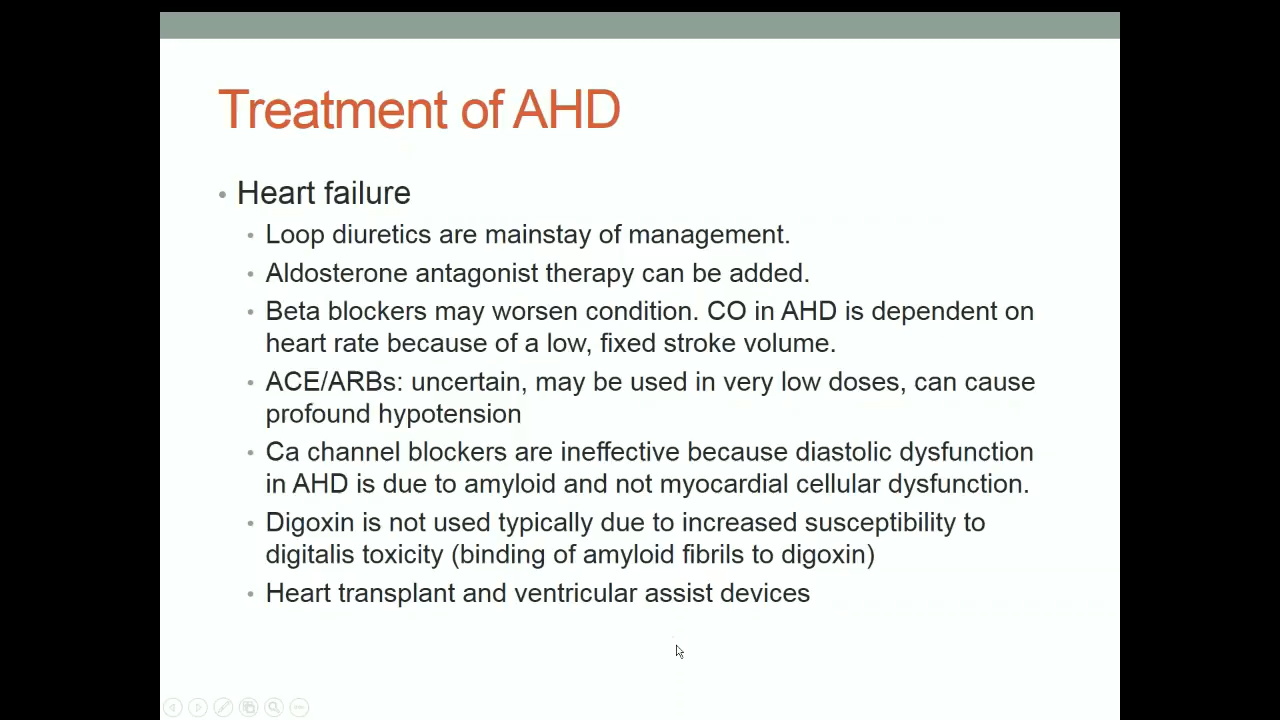 Treatment of AHD
• Heart failure
• Loop diuretics are mainstay of management.
• Aldosterone antagonist therapy can be added.
• Beta blockers may worsen condition. CO in AHD is dependent on
heart rate because of a low, fixed stroke volume.
• ACE/ARBs: uncertain, may be used in very low doses, can cause
profound hypotension
• Ca channel blockers are ineffective because diastolic dysfunction
in AHD is due to amyloid and not myocardial cellular dysfunction.
• Digoxin is not used typically due to increased susceptibility to
digitalis toxicity (binding of amyloid fibrils to digoxin)
• Heart transplant and ventricular assist devices